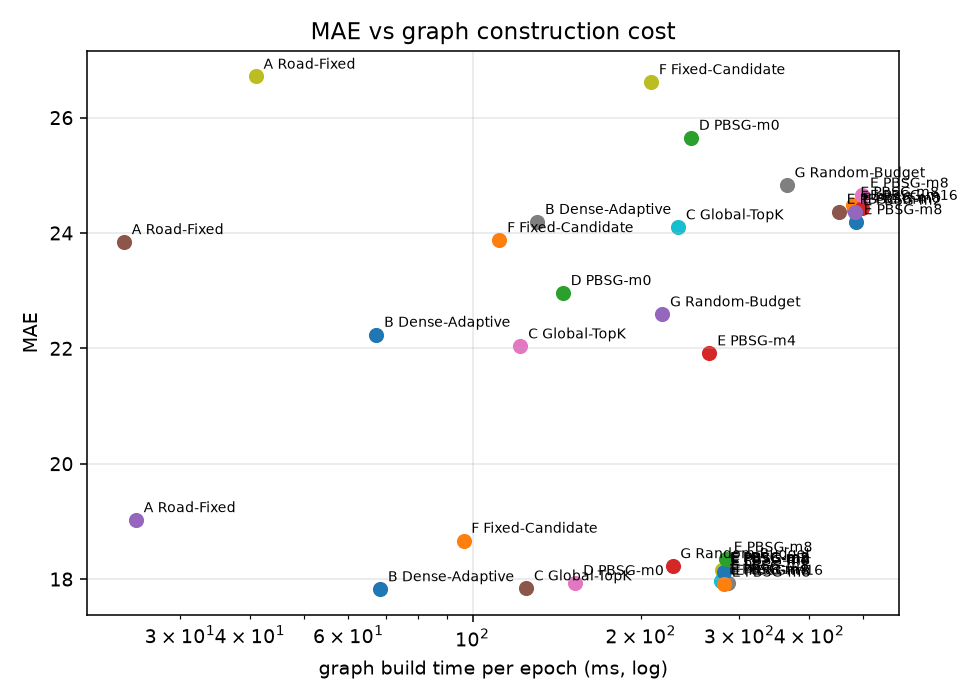 MAE vs graph construction cost
A Road-Fixed
F Fixed-Candidate
26
D PBSG-m0
G Random-Budget
E PBSG-m8
B Dense-Adaptive
C Global-TopK
E PBSG-m8
24
A Road-Fixed
F Fixed-Candidate
D PBSG-m0
G Random-Budget
B Dense-Adaptive
C Global-TopK
E PBSG-m4
22
MAE
20
A Road-Fixed
F Fixed-Candidate
E PBSG-m8
G Random-Budget
D PBSG-m0
B Dense-Adaptive
C Global-TopK
18
3 × 10¹
4 × 10¹
6 × 10¹
10²
2 × 10²
3 × 10²
4 × 10²
graph build time per epoch (ms, log)